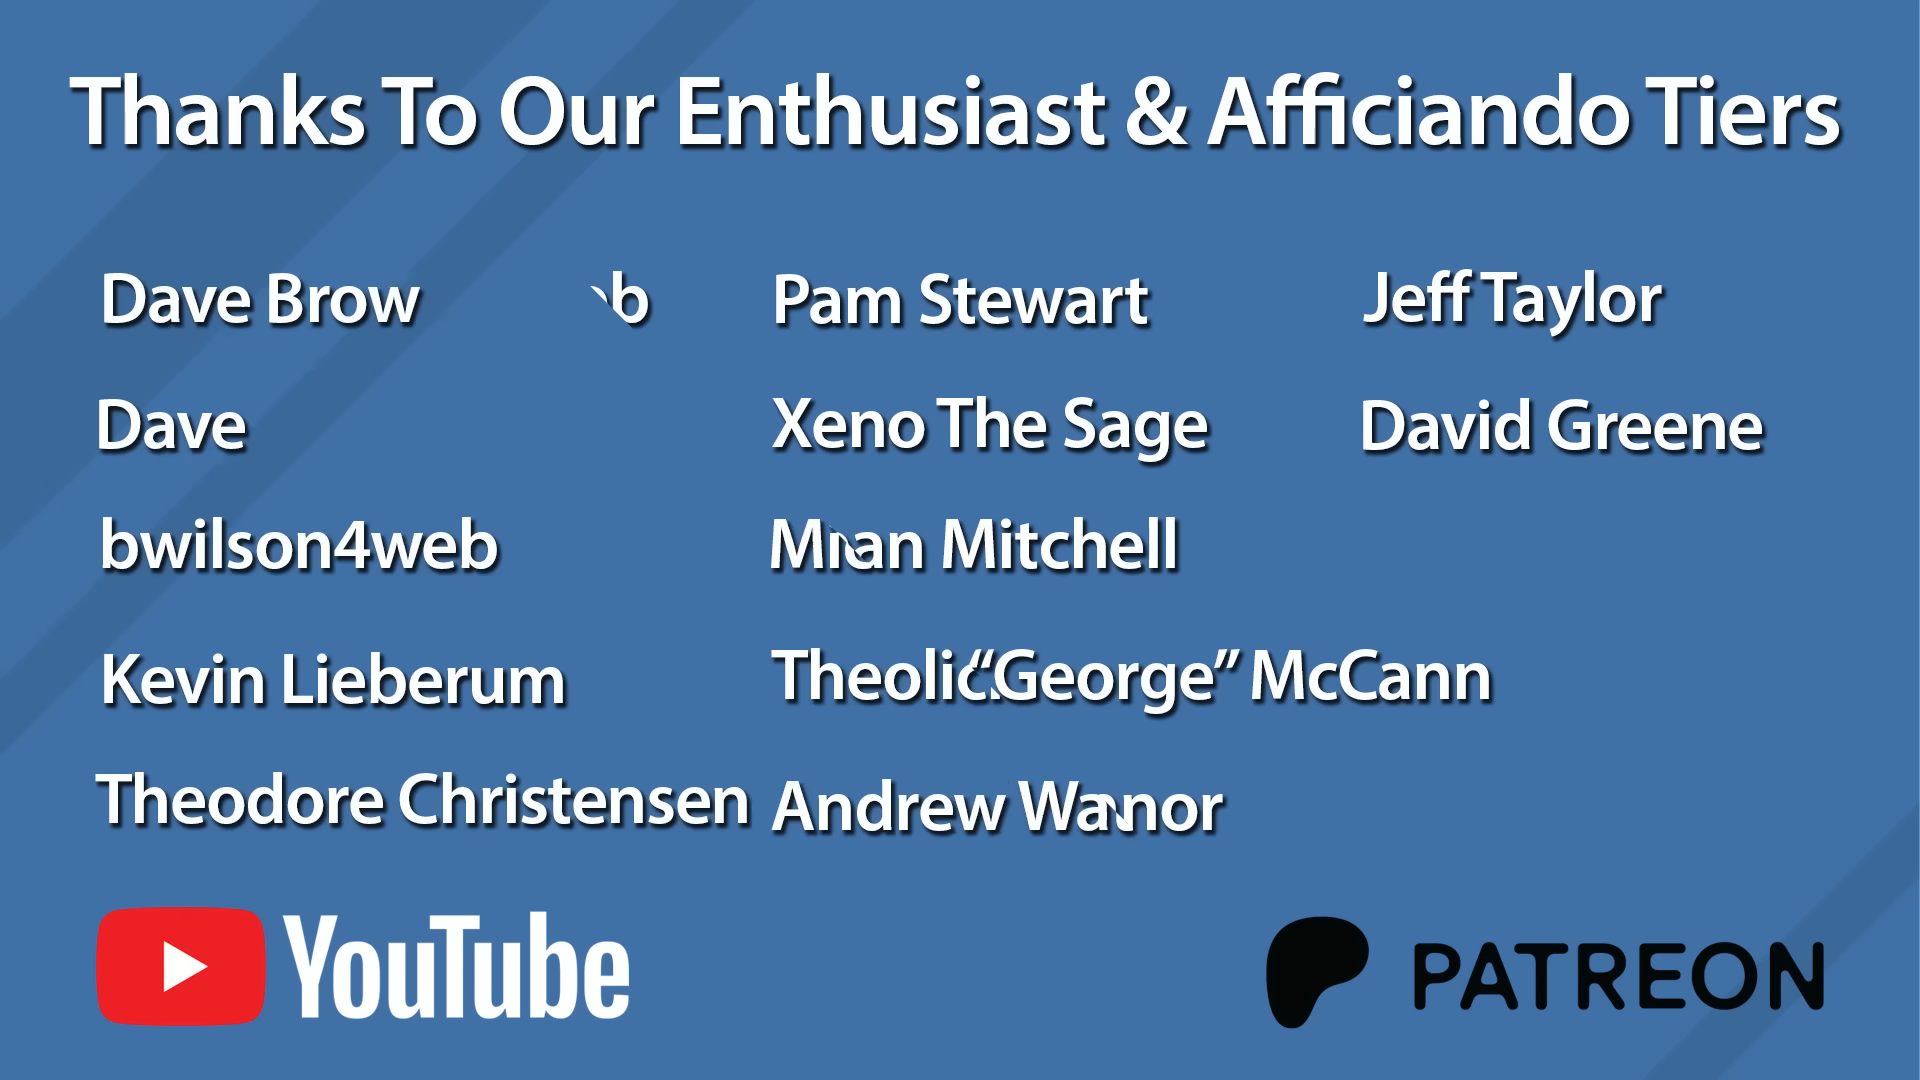 Thanks To Our Enthusiast & Afficiando Tiers
Dave Brow
Pam Stewart
Jeff Taylor
Dave
Xeno The Sage
David Greene
bwilson4web
Mitchell
Kevin Lieberum
“George” McCann
Theodore Christensen
Andrew
YouTube
PATREON